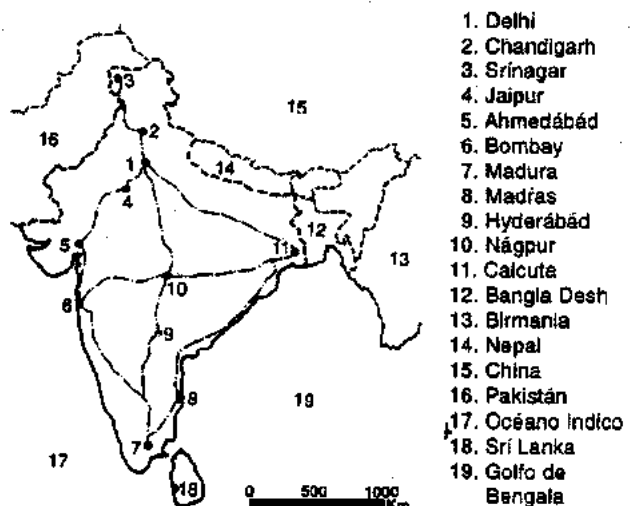 1. Delhi
2. Chandigarh
3. Srínagar
4. Jaipur
5. Ahmedábád
6. Bombay
7. Madura
8. Madras
9. Hyderábád
10. Nágpur
11. Calcuta
12. Bangla Desh
13. Birmania
14. Nepal
15. China
16. Pakistán
17. Océano Indico
18. Srí Lanka
19. Golfo de
Bengala
3
15
16
2
1
14
4
5
12
11
13
10
6
9
8
19
7
17
18
0 500 1000
Km.